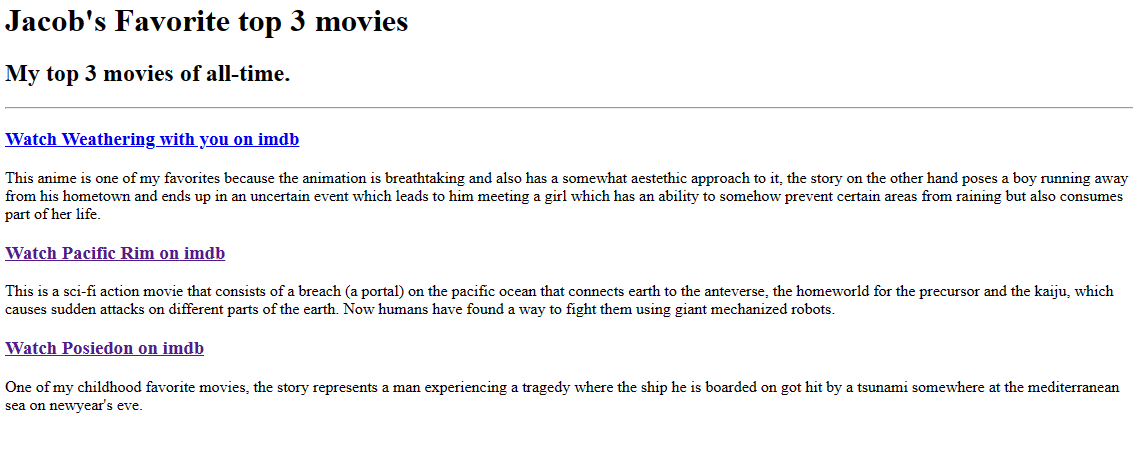 Jacob's Favorite top 3 movies
My top 3 movies of all-time.
Watch Weathering with you on imdb
This anime is one of my favorites because the animation is breathtaking and also has a somewhat aestethic approach to it, the story on the other hand poses a boy running away
from his hometown and ends up in an uncertain event which leads to him meeting a girl which has an ability to somehow prevent certain areas from raining but also consumes
part of her life.
Watch Pacific Rim on imdb
This is a sci-fi action movie that consists of a breach (a portal) on the pacific ocean that connects earth to the anteverse, the homeworld for the precursor and the kaiju, which
causes sudden attacks on different parts of the earth. Now humans have found a way to fight them using giant mechanized robots.
Watch Posiedon on imdb
One of my childhood favorite movies, the story represents a man experiencing a tragedy where the ship he is boarded on got hit by a tsunami somewhere at the mediterranean
sea on newyear's eve.